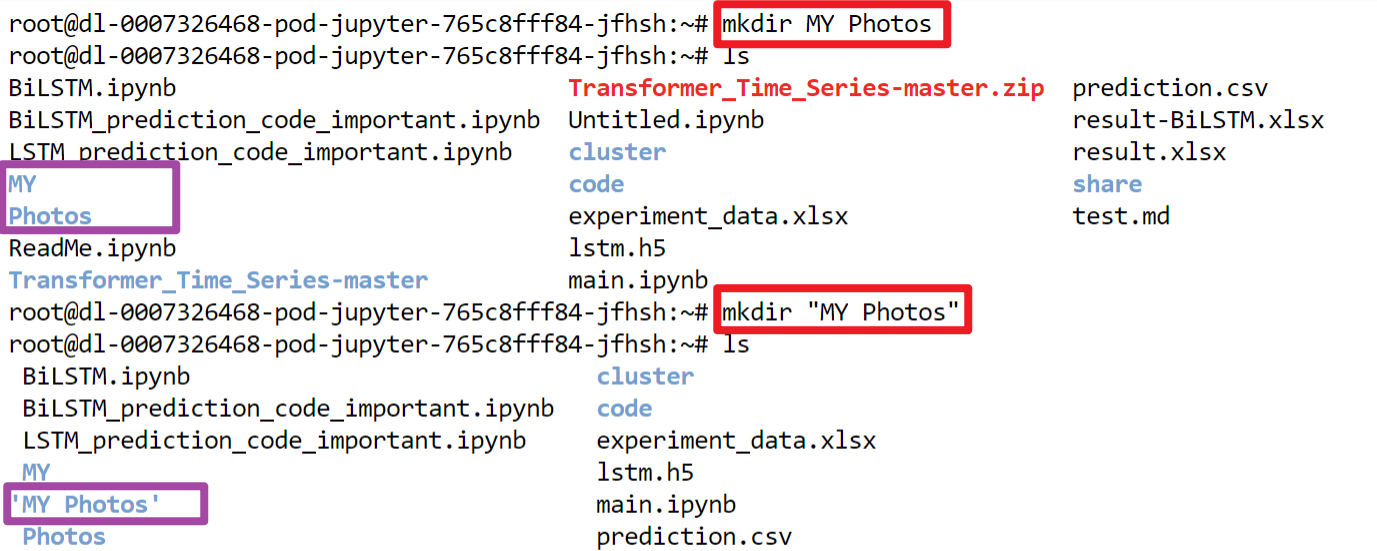 root@dl-0007326468-pod-jupyter-765c8fff84-jfhsh:~# mkdir MY Photos
root@dl-0007326468-pod-jupyter-765c8fff84-jfhsh:~# ls
BiLSTM.ipynb Transformer_Time_Series-master.zip prediction.csv
BiLSTM_prediction_code_important.ipynb Untitled.ipynb result-BiLSTM.xlsx
LSTM_prediction_code_important.ipynb cluster result.xlsx
MY code share
Photos experiment_data.xlsx test.md
ReadMe.ipynb lstm.h5
Transformer_Time_Series-master main.ipynb
root@dl-0007326468-pod-jupyter-765c8fff84-jfhsh:~# mkdir "MY Photos"
root@dl-0007326468-pod-jupyter-765c8fff84-jfhsh:~# ls
BiLSTM.ipynb cluster
BiLSTM_prediction_code_important.ipynb code
LSTM_prediction_code_important.ipynb experiment_data.xlsx
MY lstm.h5
'MY Photos' main.ipynb
Photos prediction.csv